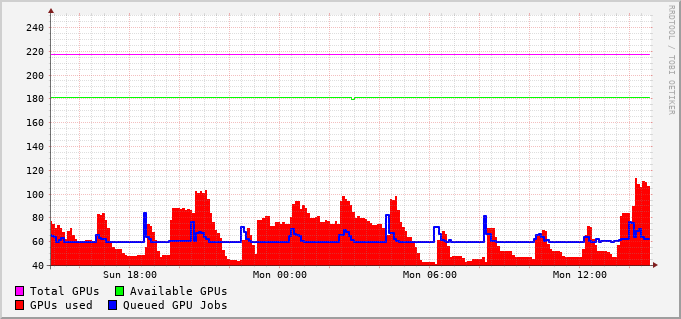 RRDTOOL / TOBI OETIKER
240
220
200
180
160
140
120
100
80
60
40
Sun 18:00 Mon 00:00 Mon 06:00 Mon 12:00
Total GPUs Available GPUs
GPUs used Queued GPU Jobs